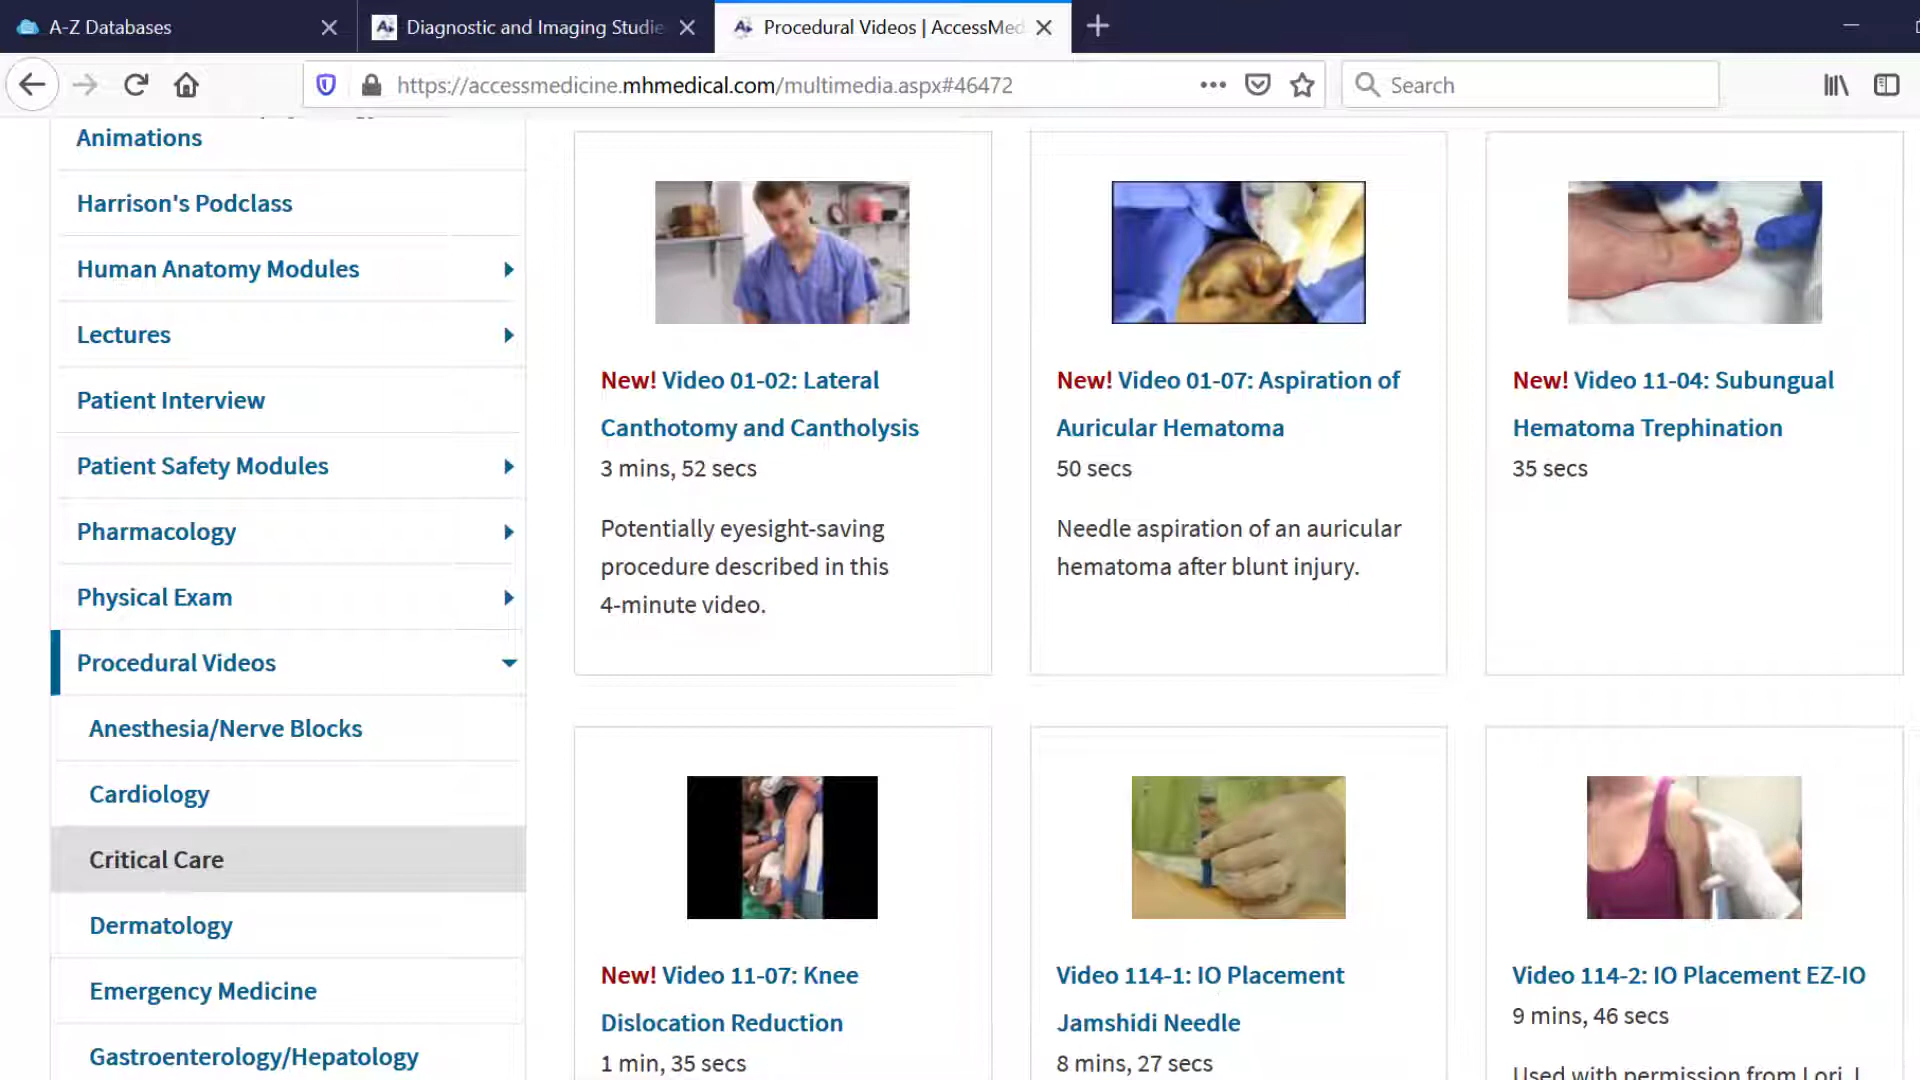 A-Z Databases
Diagnostic and Imaging Studie
Procedural Videos | AccessMed
https://accessmedicine.mhmedical.com/multimedia.aspx#46472
Search
Animations
Harrison's Podclass
Human Anatomy Modules
Lectures
Patient Interview
Patient Safety Modules
Pharmacology
Physical Exam
Procedural Videos
Anesthesia/Nerve Blocks
Cardiology
Critical Care
Dermatology
Emergency Medicine
Gastroenterology/Hepatology
New! Video 01-02: Lateral
Canthotomy and Cantholysis
3 mins, 52 secs
Potentially eyesight-saving
procedure described in this
4-minute video.
New! Video 01-07: Aspiration of
Auricular Hematoma
50 secs
Needle aspiration of an auricular
hematoma after blunt injury.
New! Video 11-04: Subungual
Hematoma Trephination
35 secs
New! Video 11-07: Knee
Dislocation Reduction
1 min, 35 secs
Video 114-1: IO Placement
Jamshidi Needle
8 mins, 27 secs
Video 114-2: IO Placement EZ-IO
9 mins, 46 secs
Used with permission from Lori, J